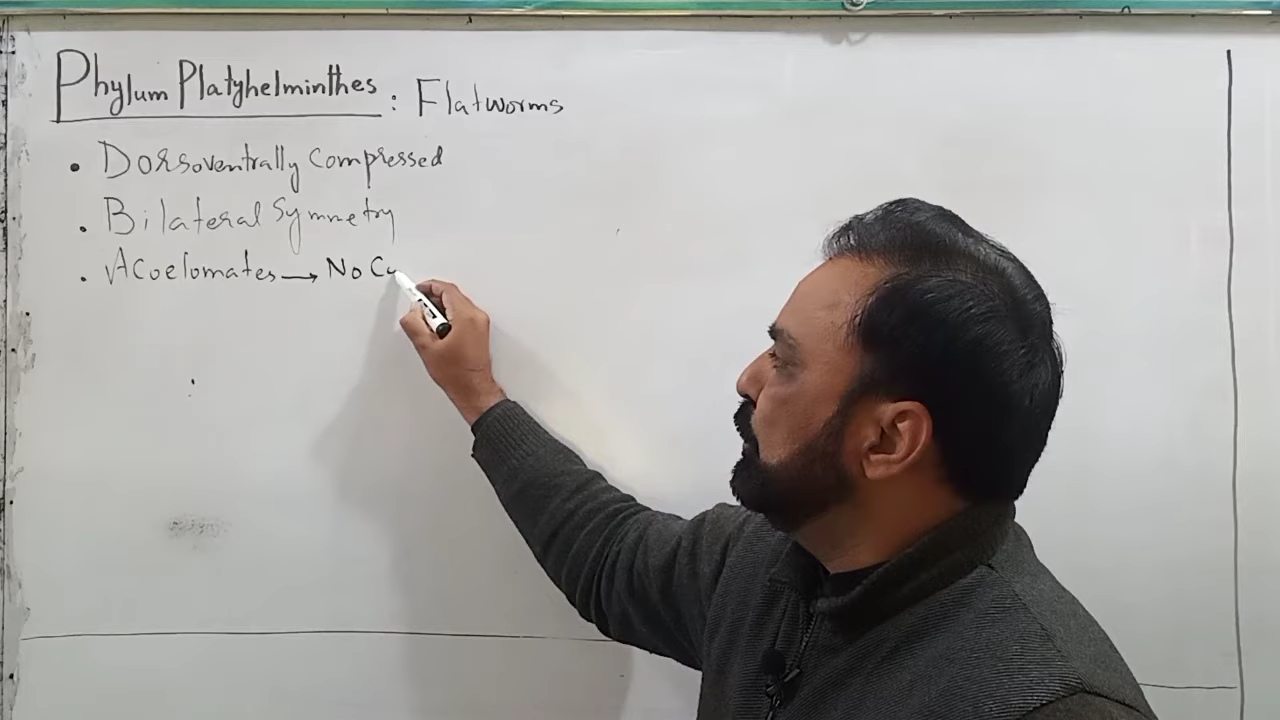 Phylum Platyhelminthes : Flatworms
• Dorsoventrally Compressed
• Bilateral Symmetry
• Acoelomates → No